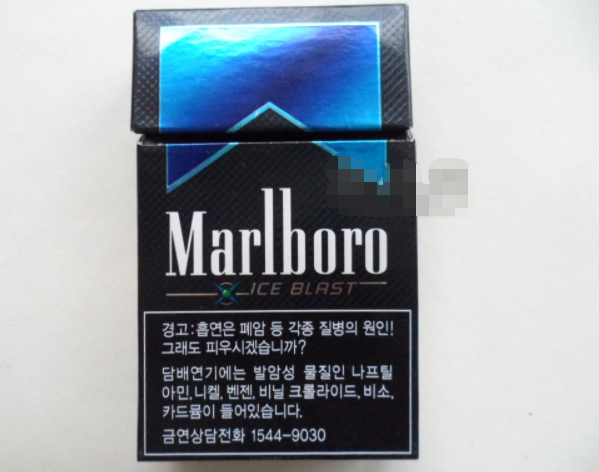 Marlboro
ICE BLAST
경고: 흡연은 폐암 등 각종 질병의 원인!
그래도 피우시겠습니까?
담배연기에는 발암성 물질인 나프틸
아민, 니켈, 벤젠, 비닐 크롤라이드, 비소,
카드뮴이 들어있습니다.
금연상담전화 1544-9030